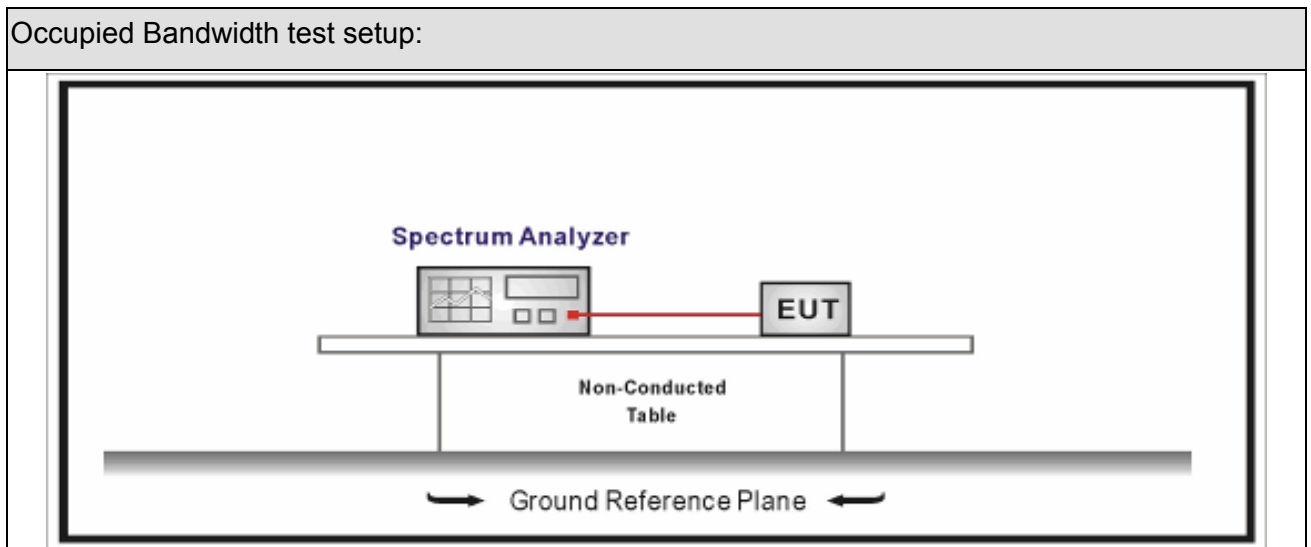 Occupied Bandwidth test setup:
Spectrum Analyzer
EUT
Non-Conducted
Table
Ground Reference Plane